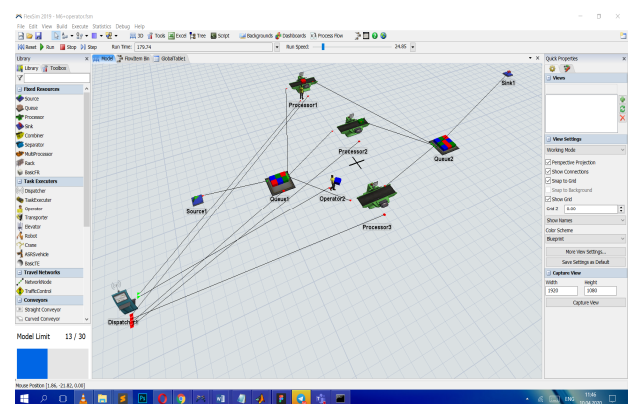 FlexSim 2019 - M6+operator.fsm
File Edit View Build Execute Statistics Debug Help
3D Tools Excel Tree Script Backgrounds Dashboards Process Flow
Reset Run Stop Step Run Time: 179.74 Run Speed: 24.85
Library
Library Toolbox
Fixed Resources
Source
Queue
Processor
Sink
Combiner
Separator
MultiProcessor
Rack
BasicFR
Task Executers
Dispatcher
TaskExecuter
Operator
Transporter
Elevator
Robot
Crane
ASRSvehicle
BasicTE
Travel Networks
NetworkNode
TrafficControl
Conveyors
Straight Conveyor
Curved Conveyor
Model Limit 13 / 30
Model FlowItem Bin GlobalTable1
Sink1
Processor1
Processor2
Queue2
Source1
Queue1
Operator2
Processor3
Dispatcher1
Quick Properties
Views
View Settings
Working Mode
Perspective Projection
Show Connections
Snap to Grid
Snap to Background
Show Grid
Grid Z 0.00
Show Names
Color Scheme
Blueprint
More View Settings...
Save Settings as Default
Capture View
Width Height
1920 1080
Capture View
Mouse Position [1.86, -21.82, 0.00]
ENG 11:46